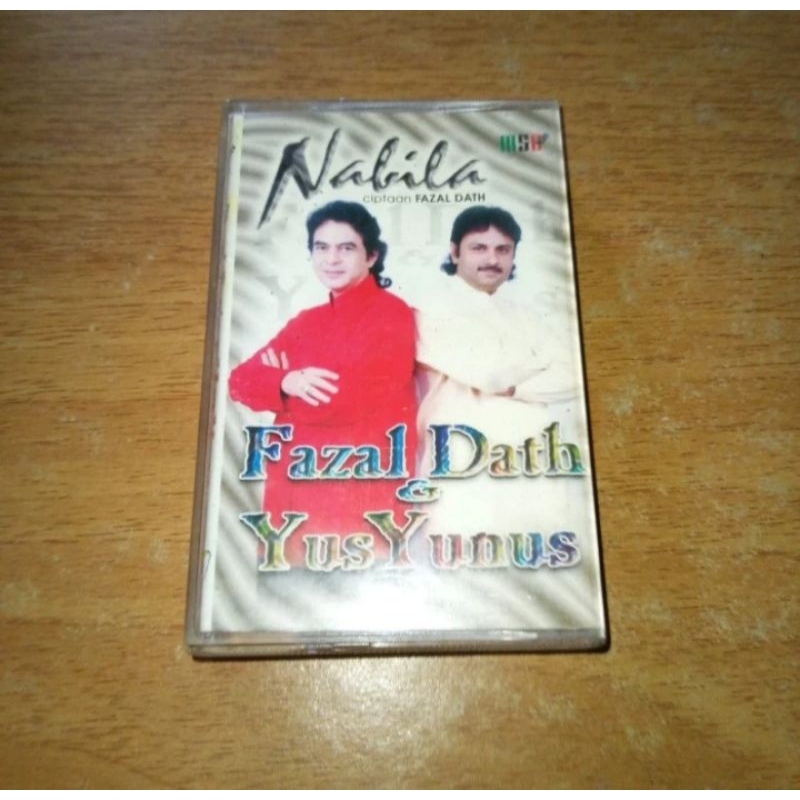 Nabila
ciptaan FAZAL DATH
Fazal Dath
&
Yus Yunus